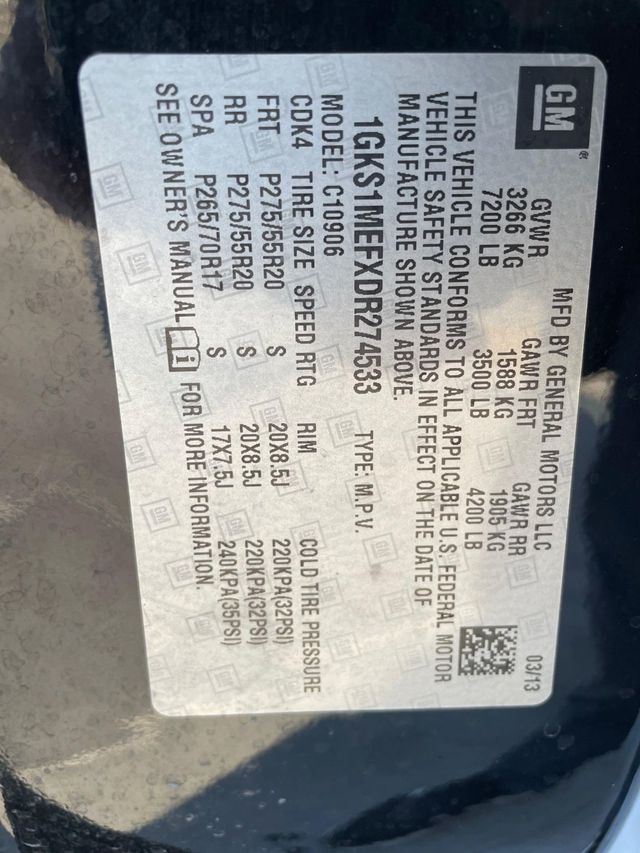 GM
®
MFD BY GENERAL MOTORS LLC
03/13
GVWR GAWR FRT GAWR RR
3266 KG 1588 KG 1905 KG
7200 LB 3500 LB 4200 LB
THIS VEHICLE CONFORMS TO ALL APPLICABLE U.S. FEDERAL MOTOR
VEHICLE SAFETY STANDARDS IN EFFECT ON THE DATE OF
MANUFACTURE SHOWN ABOVE.
1GKS1MEFXDR274533 TYPE: M.P.V.
MODEL: C10906
CDK4 TIRE SIZE SPEED RTG RIM COLD TIRE PRESSURE
FRT P275/55R20 S 20X8.5J 220KPA(32PSI)
RR P275/55R20 S 20X8.5J 220KPA(32PSI)
SPA P265/70R17 S 17X7.5J 240KPA(35PSI)
SEE OWNER'S MANUAL i FOR MORE INFORMATION.